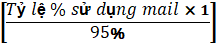 [Tỷ lệ % sử dụng mail × 1]
95%